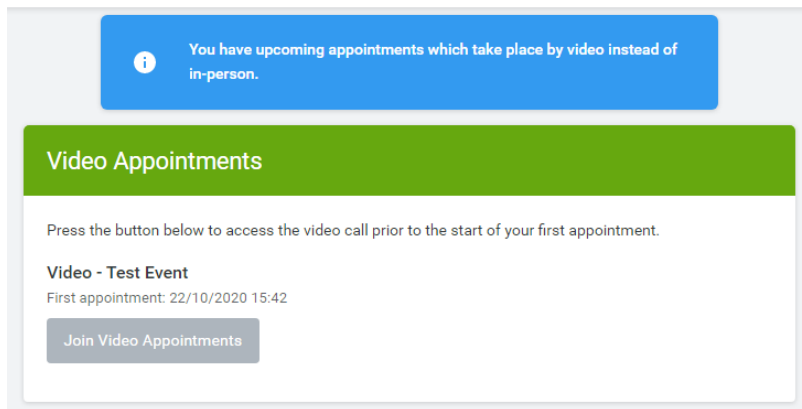 You have upcoming appointments which take place by video instead of
in-person.
Video Appointments
Press the button below to access the video call prior to the start of your first appointment.
Video - Test Event
First appointment: 22/10/2020 15:42
Join Video Appointments